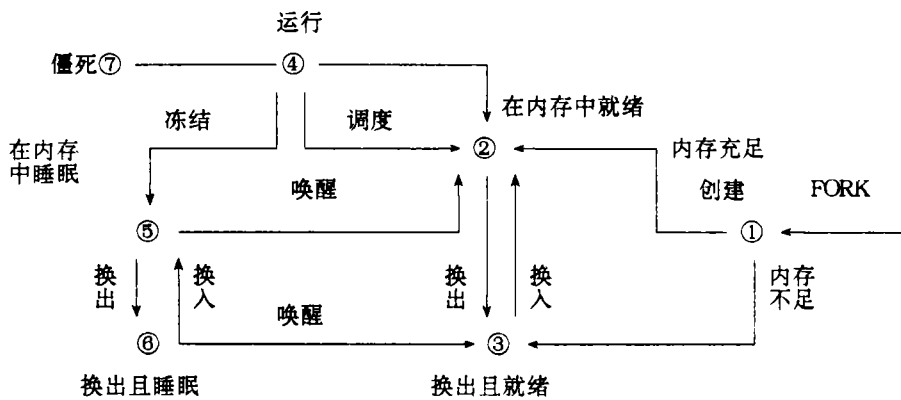 运行
僵死⑦
④
冻结
调度
在内存中就绪
在内存
中睡眠
②
内存充足
唤醒
创建
FORK
⑤
①
换出
换入
换出
换入
内存
不足
唤醒
⑥
③
换出且睡眠
换出且就绪